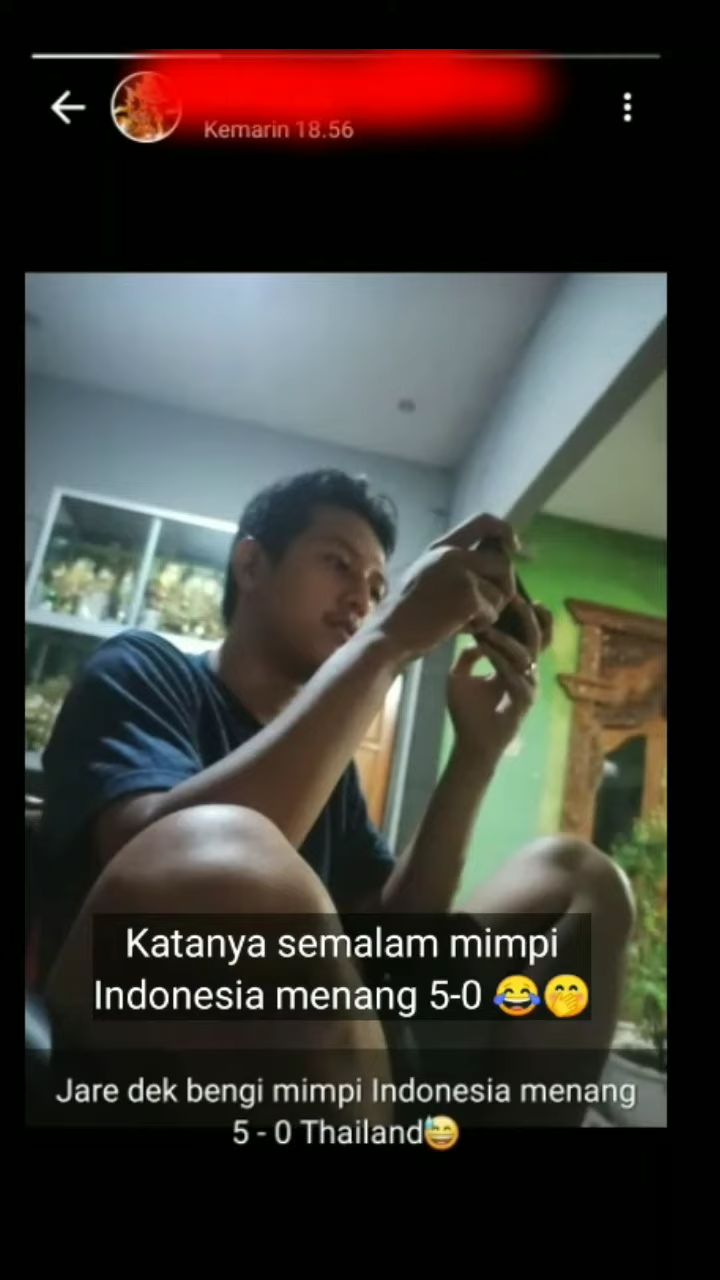 Kemarin 18.56
Katanya semalam mimpi
Indonesia menang 5-0 😂🤭
Jare dek bengi mimpi Indonesia menang
5 - 0 Thailand😅